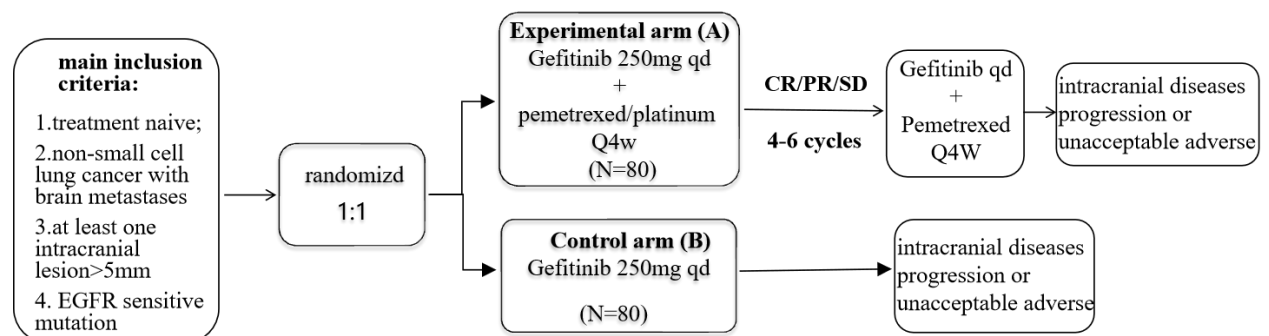 main inclusion
criteria:
1.treatment naive;
2.non-small cell
lung cancer with
brain metastases
3.at least one
intracranial
lesion>5mm
4. EGFR sensitive
mutation
randomizd
1:1
Experimental arm (A)
Gefitinib 250mg qd
+
pemetrexed/platinum
Q4w
(N=80)
CR/PR/SD
4-6 cycles
Gefitinib qd
+
Pemetrexed
Q4W
intracranial diseases
progression or
unacceptable adverse
Control arm (B)
Gefitinib 250mg qd
(N=80)
intracranial diseases
progression or
unacceptable adverse